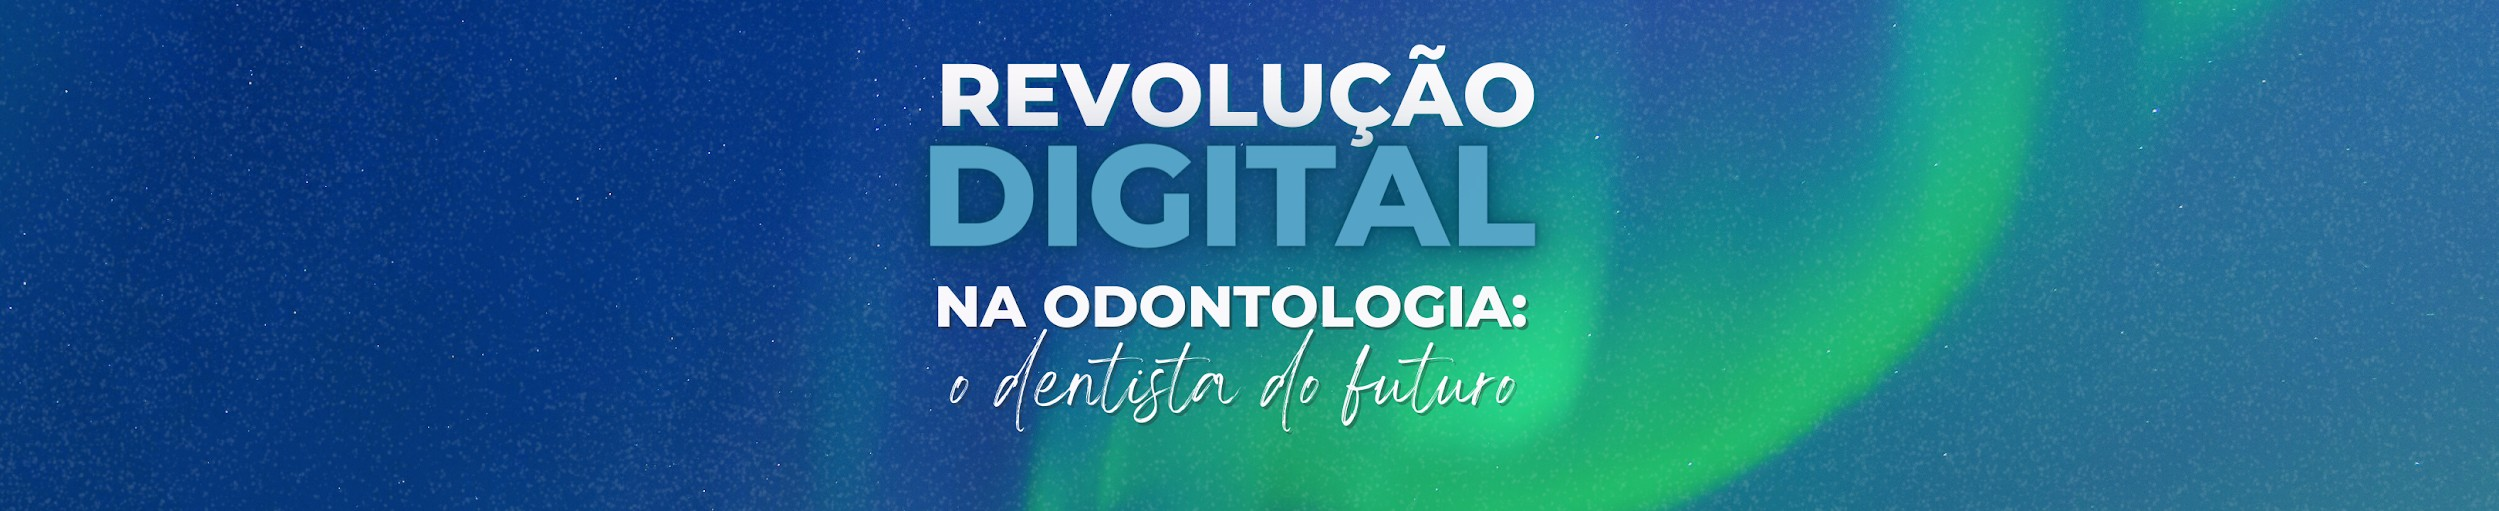 REVOLUÇÃO
DIGITAL
NA ODONTOLOGIA:
o dentista do futuro